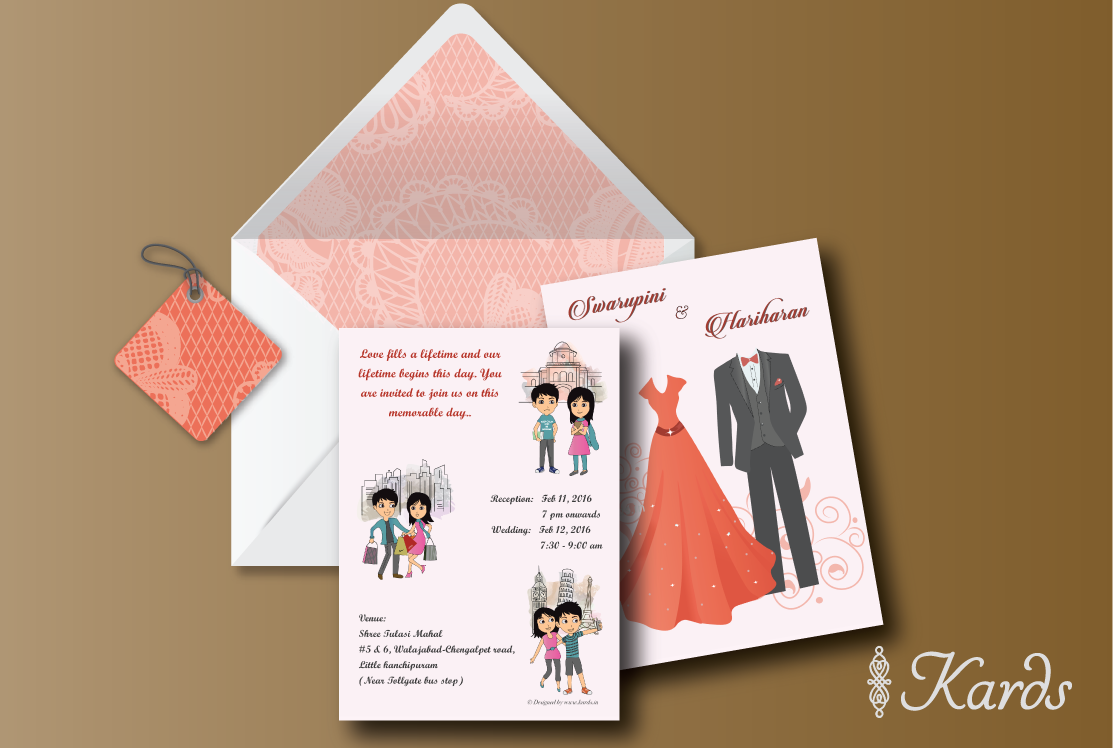 Swarupini & Hariharan
Love fills a lifetime and our
lifetime begins this day. You
are invited to join us on this
memorable day..
Reception: Feb 11, 2016
7 pm onwards
Wedding: Feb 12, 2016
7:30 - 9:00 am
Venue:
Shree Tulasi Mahal
#5 & 6, Walajabad-Chengalpet road,
Little kanchipuram
( Near Tollgate bus stop )
© Designed by www.kards.in
Kards